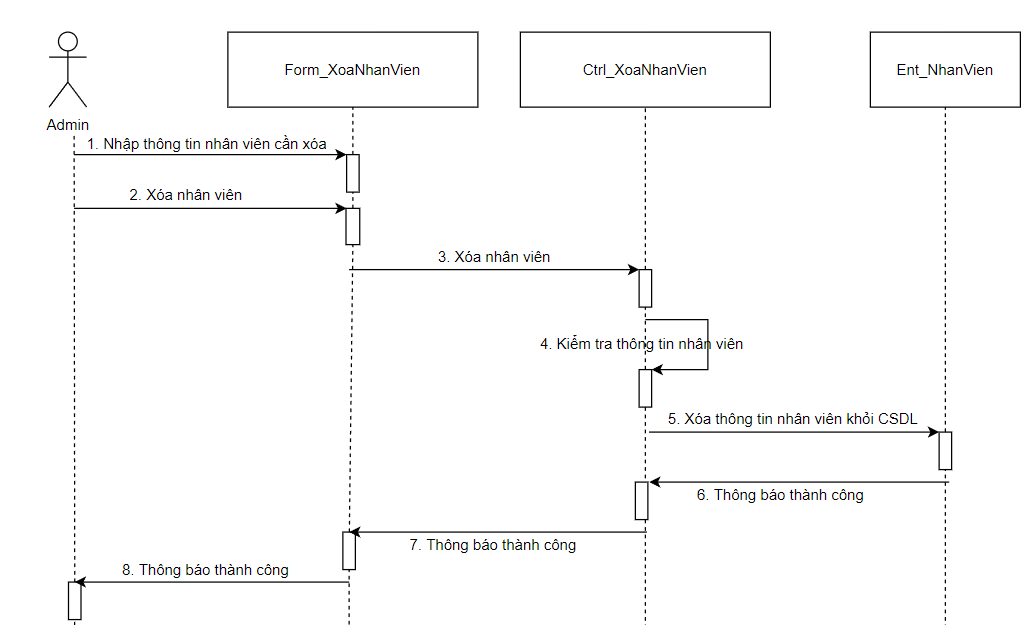 Form_XoaNhanVien
Ctrl_XoaNhanVien
Ent_NhanVien
Admin
1. Nhập thông tin nhân viên cần xóa
2. Xóa nhân viên
3. Xóa nhân viên
4. Kiểm tra thông tin nhân viên
5. Xóa thông tin nhân viên khỏi CSDL
6. Thông báo thành công
7. Thông báo thành công
8. Thông báo thành công